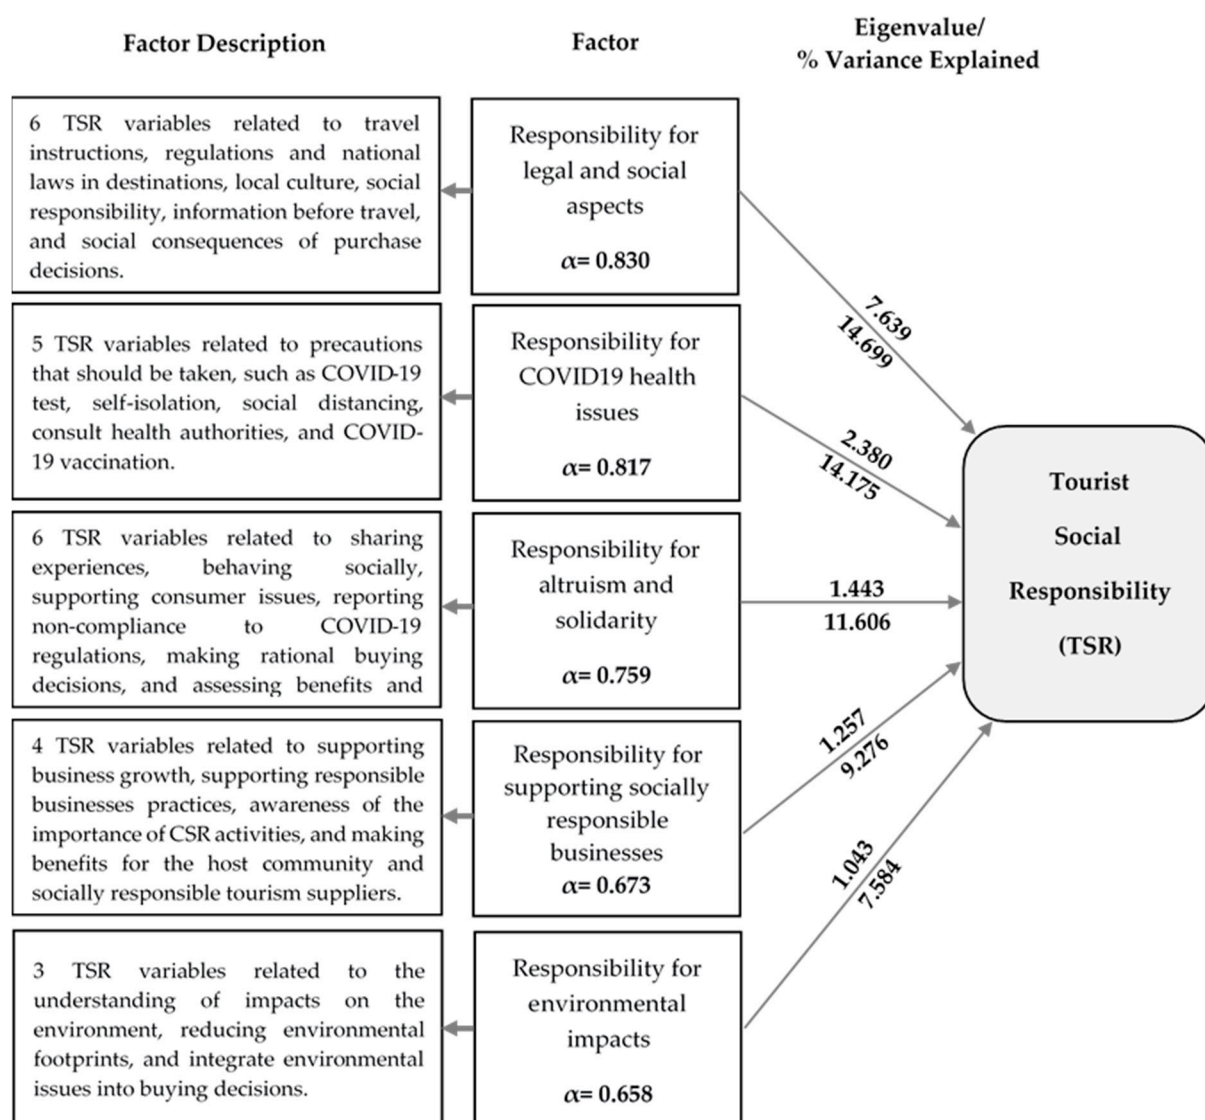 Factor Description
Factor
Eigenvalue/
% Variance Explained
6 TSR variables related to travel
instructions, regulations and national
laws in destinations, local culture, social
responsibility, information before travel,
and social consequences of purchase
decisions.
Responsibility for
legal and social
aspects
α= 0.830
7.639
14.699
5 TSR variables related to precautions
that should be taken, such as COVID-19
test, self-isolation, social distancing,
consult health authorities, and COVID-
19 vaccination.
Responsibility for
COVID19 health
issues
α= 0.817
2.380
14.175
6 TSR variables related to sharing
experiences, behaving socially,
supporting consumer issues, reporting
non-compliance to COVID-19
regulations, making rational buying
decisions, and assessing benefits and
Responsibility for
altruism and
solidarity
α= 0.759
1.443
11.606
4 TSR variables related to supporting
business growth, supporting responsible
businesses practices, awareness of the
importance of CSR activities, and making
benefits for the host community and
socially responsible tourism suppliers.
Responsibility for
supporting socially
responsible
businesses
α= 0.673
1.257
9.276
3 TSR variables related to the
understanding of impacts on the
environment, reducing environmental
footprints, and integrate environmental
issues into buying decisions.
Responsibility for
environmental
impacts
α= 0.658
1.043
7.584
Tourist
Social
Responsibility
(TSR)